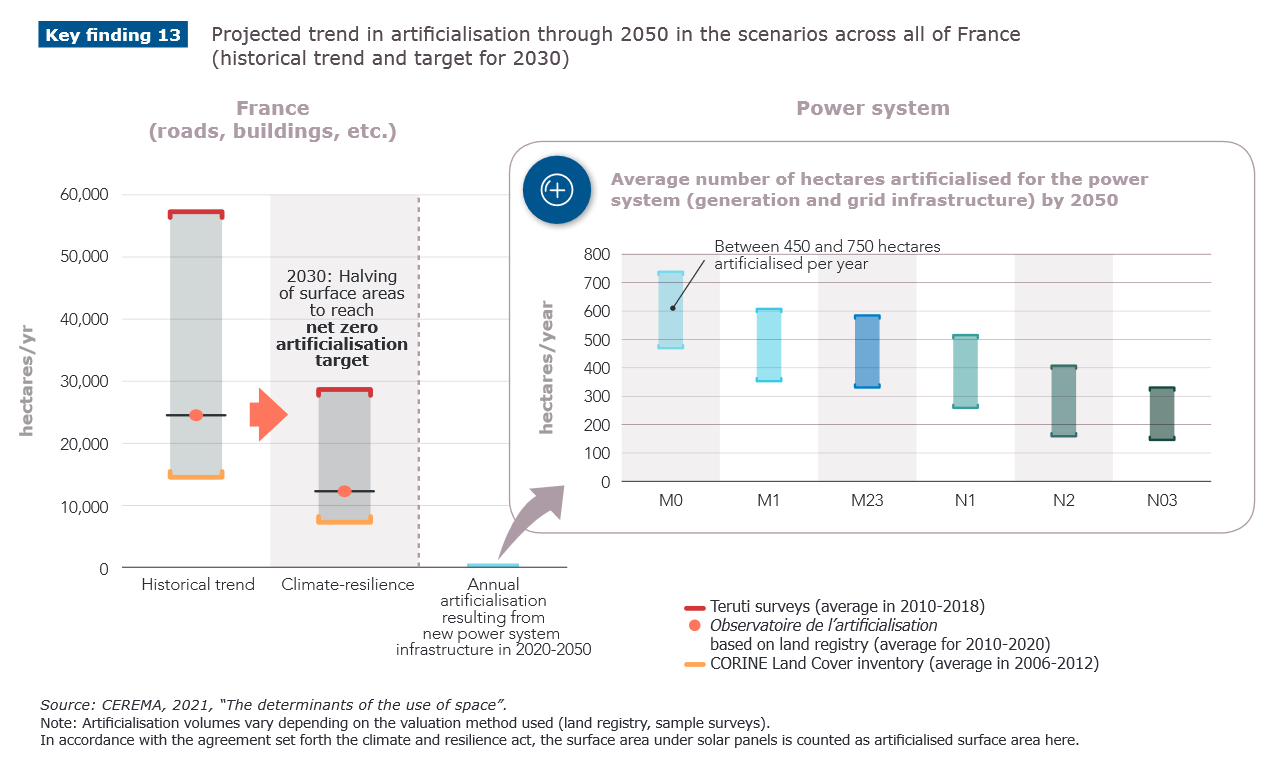 Key finding 13
Projected trend in artificialisation through 2050 in the scenarios across all of France
(historical trend and target for 2030)
France
(roads, buildings, etc.)
hectares/yr
60,000
50,000
40,000
30,000
20,000
10,000
0
2030: Halving
of surface areas
to reach
net zero
artificialisation
target
Historical trend
Climate-resilience
Annual
artificialisation
resulting from
new power system
infrastructure in 2020-2050
Power system
Average number of hectares artificialised for the power
system (generation and grid infrastructure) by 2050
hectares/year
800
700
600
500
400
300
200
100
0
Between 450 and 750 hectares
artificialised per year
M0
M1
M23
N1
N2
N03
Teruti surveys (average in 2010-2018)
Observatoire de l’artificialisation
based on land registry (average for 2010-2020)
CORINE Land Cover inventory (average in 2006-2012)
Source: CEREMA, 2021, “The determinants of the use of space”.
Note: Artificialisation volumes vary depending on the valuation method used (land registry, sample surveys).
In accordance with the agreement set forth the climate and resilience act, the surface area under solar panels is counted as artificialised surface area here.